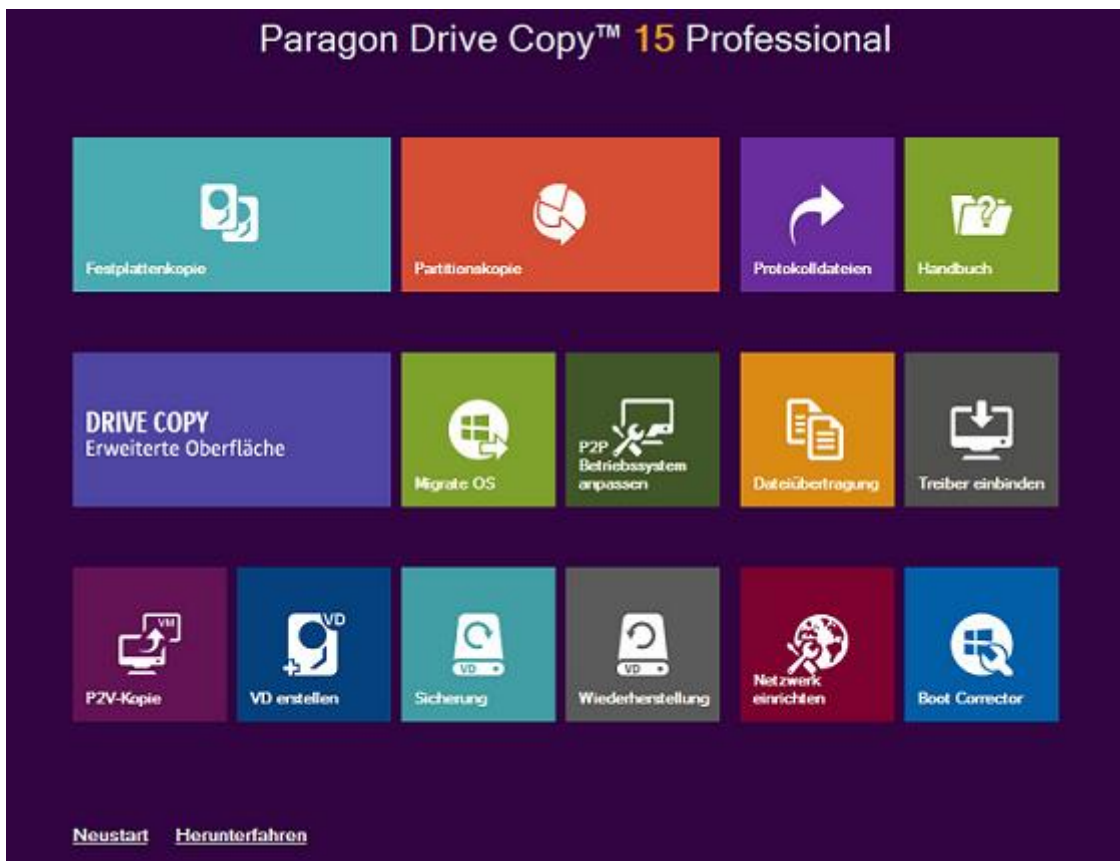 Paragon Drive Copy™ 15 Professional
Festplattenkopie
Partitionskopie
Protokolldateien
Handbuch
DRIVE COPY
Erweiterte Oberfläche
Migrate OS
P2P
Betriebssystem
anpassen
Dateiübertragung
Treiber einbinden
VM
P2V-Kopie
VD
VD erstellen
VD
Sicherung
VD
Wiederherstellung
Netzwerk
einrichten
Boot Corrector
Neustart Herunterfahren